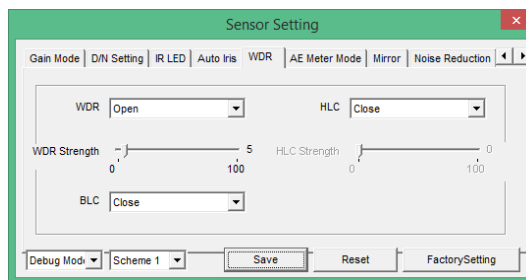 Sensor Setting
Gain Mode D/N Setting IR LED Auto Iris WDR AE Meter Mode Mirror Noise Reduction
WDR Open HLC Close
WDR Strength 5 HLC Strength 0
0 100 0 100
BLC Close
Debug Mode Scheme 1 Save Reset FactorySetting